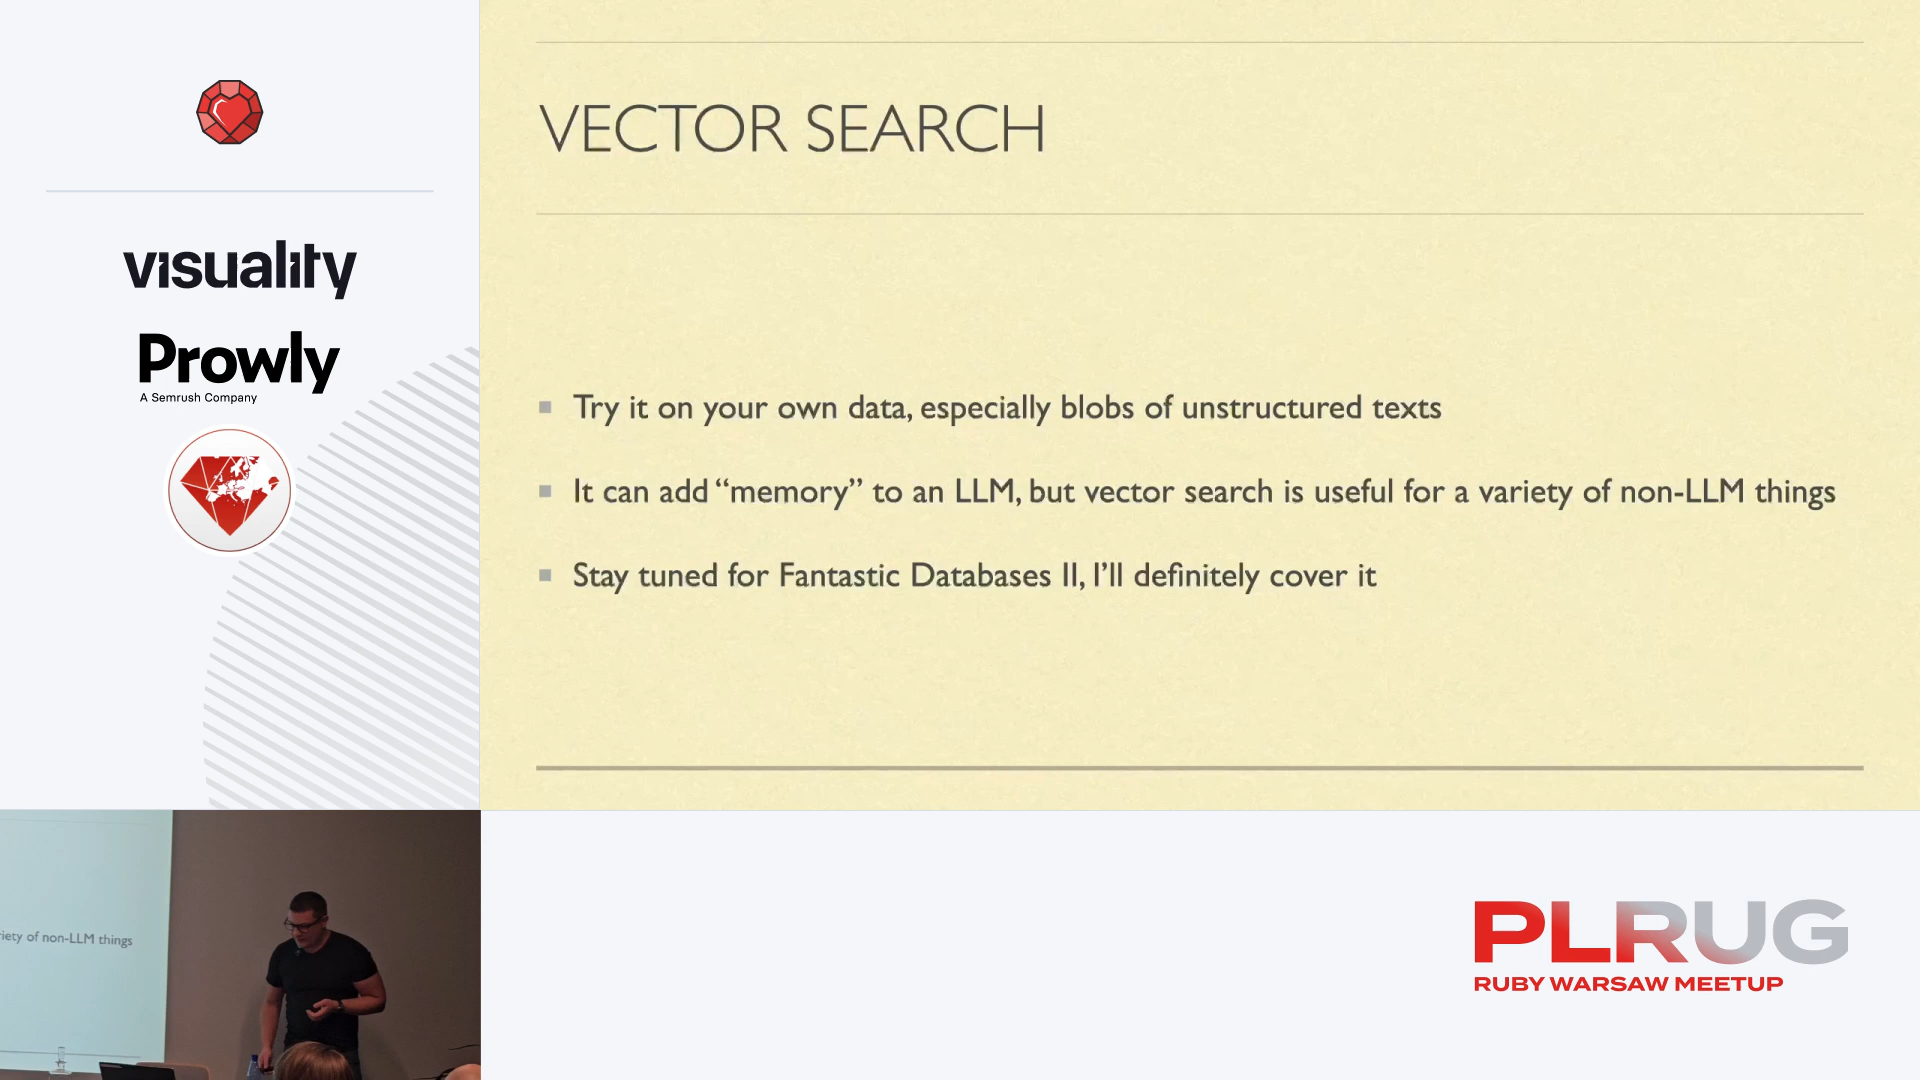 visuality
Prowly
A Semrush Company
VECTOR SEARCH
Try it on your own data, especially blobs of unstructured texts
It can add “memory” to an LLM, but vector search is useful for a variety of non-LLM things
Stay tuned for Fantastic Databases II, I’ll definitely cover it
riety of non-LLM things
PLRUG
RUBY WARSAW MEETUP